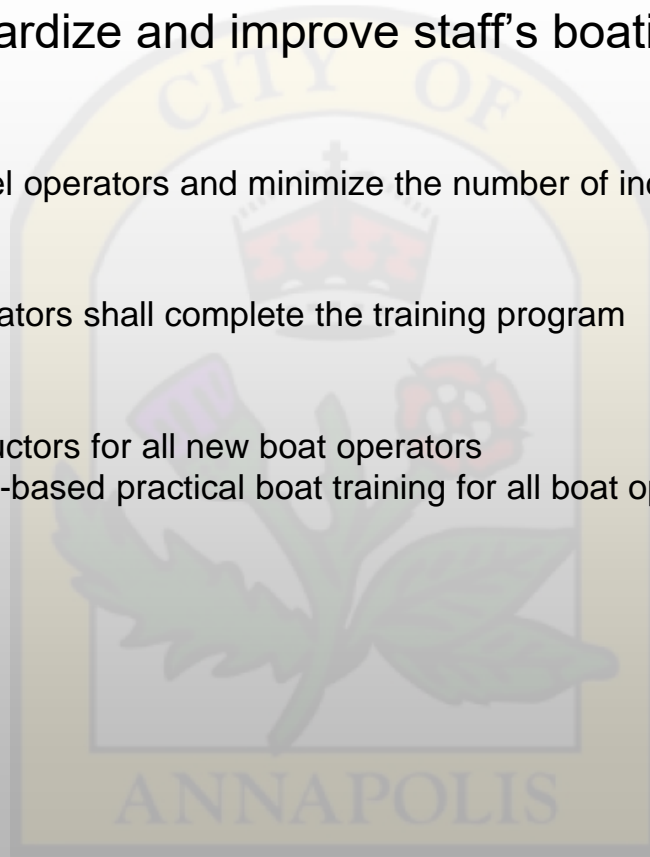 ardize and improve staff's boati
CITY OF
el operators and minimize the number of inc
ators shall complete the training program
uctors for all new boat operators
-based practical boat training for all boat op
ANNAPOLIS